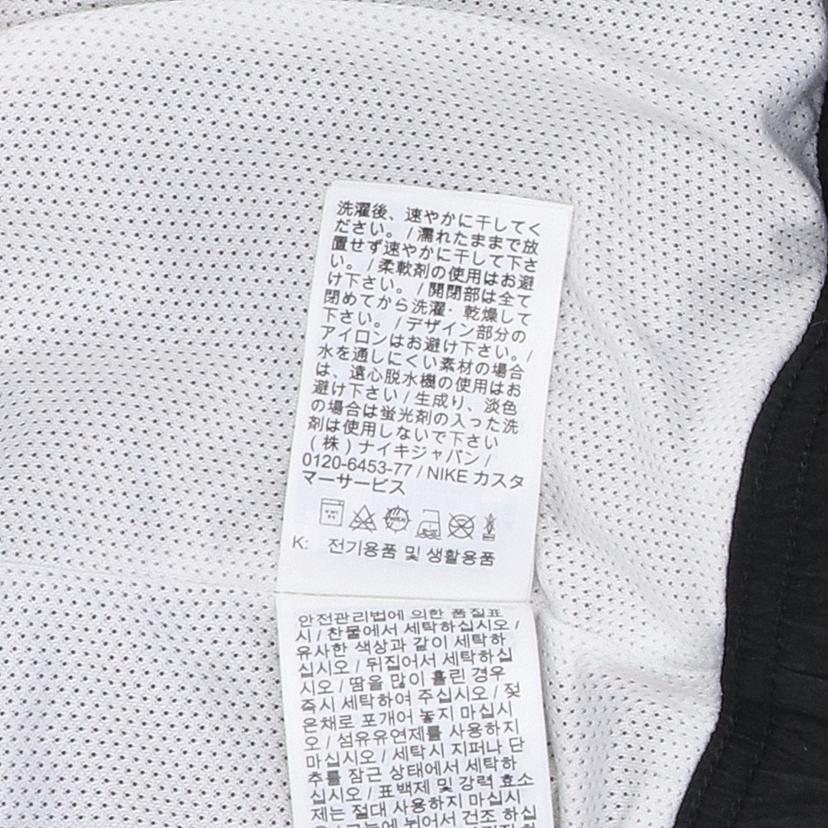 洗濯後、速やかに干してく
ださい。 / 濡れたままで放
置せず速やかに干して下さ
い。 / 柔軟剤の使用はお避
け下さい。 / 開閉部は全て
閉めてから洗濯・乾燥して
下さい。 / デザイン部分の
アイロンはお避け下さい。 /
水を通しにくい素材の場合
は、遠心脱水機の使用はお
避け下さい / 生成り、淡色
の場合は蛍光剤の入った洗
剤は使用しないで下さい
(株) ナイキジャパン /
0120-6453-77 / NIKE カスタ
マーサービス
K: 전기용품 및 생활용품
안전관리법에 의한 품질표
시 / 찬물에서 세탁하십시오 /
유사한 색상과 같이 세탁하
십시오 / 뒤집어서 세탁하십
시오 / 땀을 많이 흘린 경우
즉시 세탁하여 주십시오 / 젖
은채로 포개어 놓지 마십시
오 / 섬유유연제를 사용하지
마십시오 / 세탁시 지퍼나 단
추를 잠근 상태에서 세탁하
십시오 / 표백제 및 강력 효소
제는 절대 사용하지 마십시
오 / 그늘에 뉘어서 건조 하십